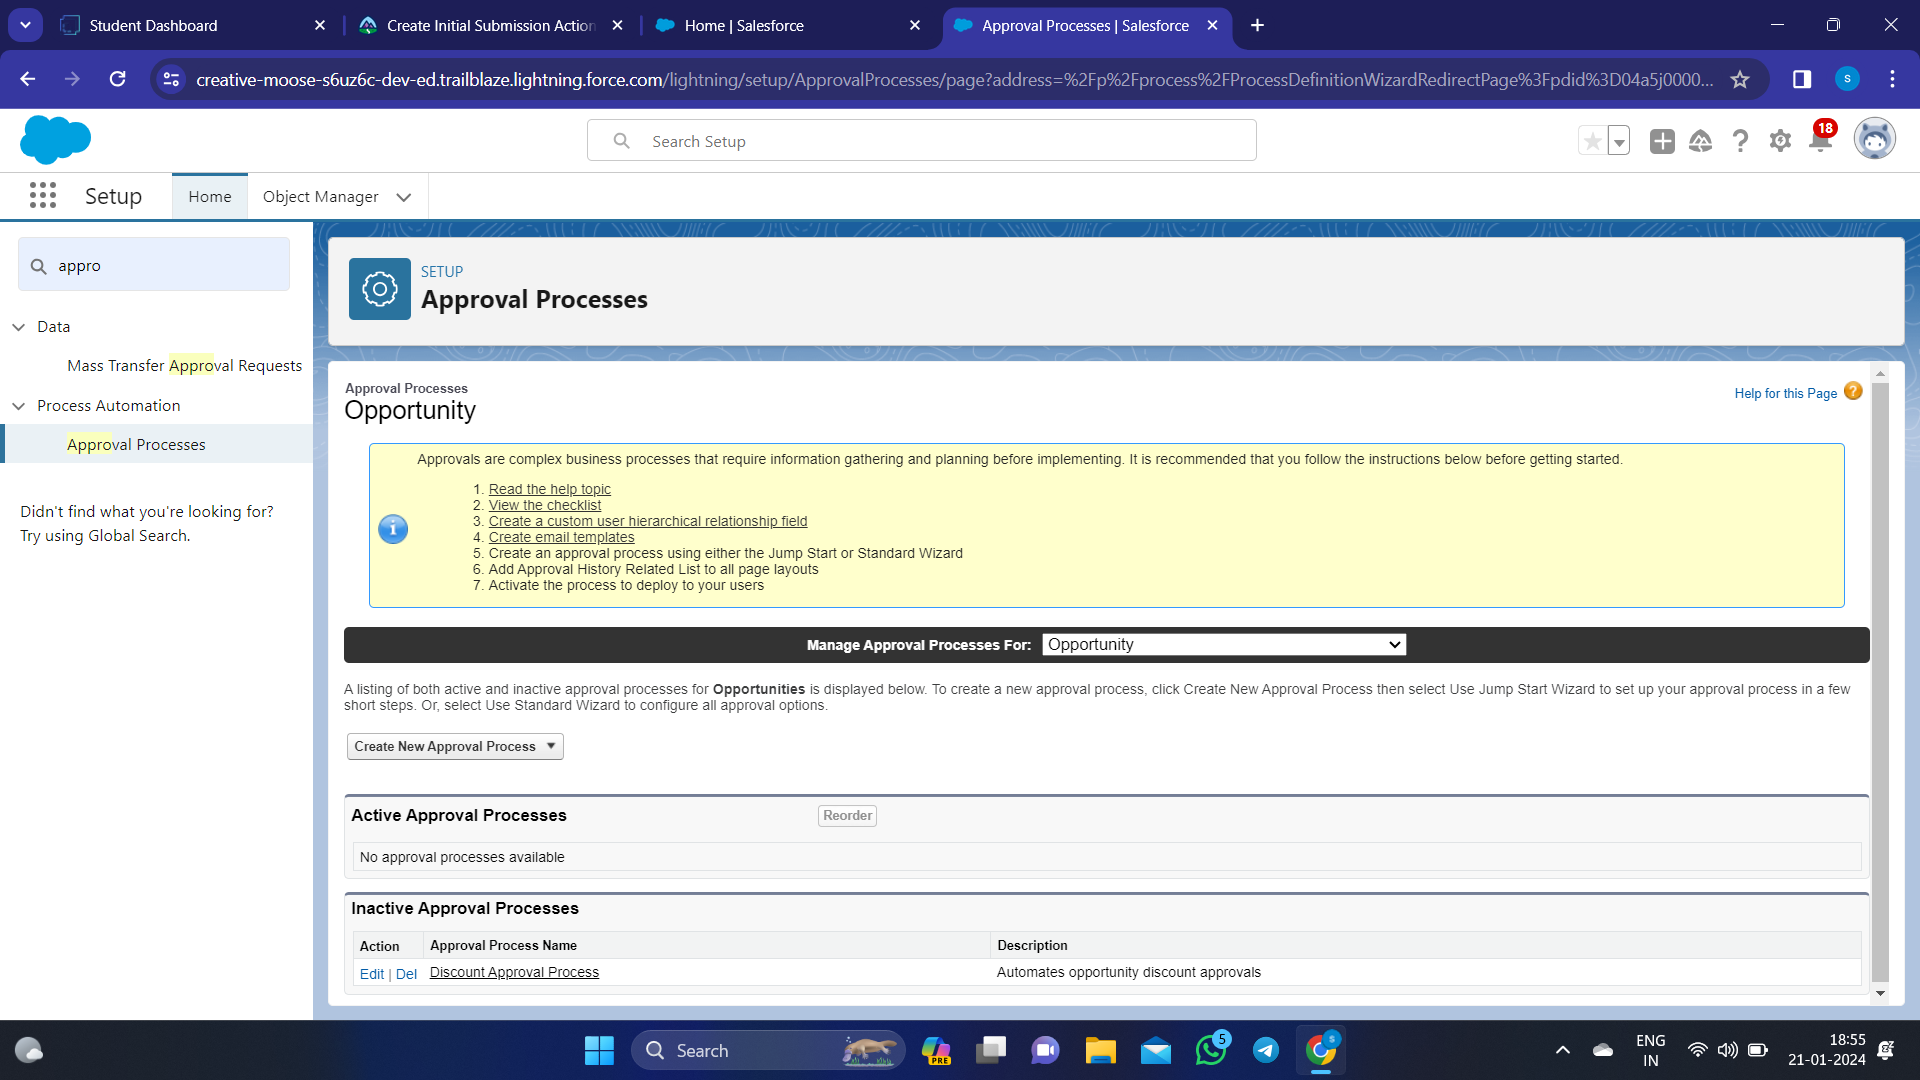 Student Dashboard
Create Initial Submission Action
Home | Salesforce
Approval Processes | Salesforce
creative-moose-s6uz6c-dev-ed.trailblaze.lightning.force.com/lightning/setup/ApprovalProcesses/page?address=%2Fp%2Fprocess%2FProcessDefinitionWizardRedirectPage%3Fpdid%3D04a5j0000...
S
Search Setup
18
Setup
Home
Object Manager
appro
Data
Mass Transfer Approval Requests
Process Automation
Approval Processes
Didn't find what you're looking for?
Try using Global Search.
SETUP
Approval Processes
Approval Processes
Opportunity
Help for this Page
Approvals are complex business processes that require information gathering and planning before implementing. It is recommended that you follow the instructions below before getting started.
1. Read the help topic
2. View the checklist
3. Create a custom user hierarchical relationship field
4. Create email templates
5. Create an approval process using either the Jump Start or Standard Wizard
6. Add Approval History Related List to all page layouts
7. Activate the process to deploy to your users
Manage Approval Processes For: Opportunity
A listing of both active and inactive approval processes for Opportunities is displayed below. To create a new approval process, click Create New Approval Process then select Use Jump Start Wizard to set up your approval process in a few
short steps. Or, select Use Standard Wizard to configure all approval options.
Create New Approval Process
Active Approval Processes
Reorder
No approval processes available
Inactive Approval Processes
Action Approval Process Name Description
Edit | Del Discount Approval Process Automates opportunity discount approvals
Search
PRE
5
S
ENG
IN
18:55
21-01-2024